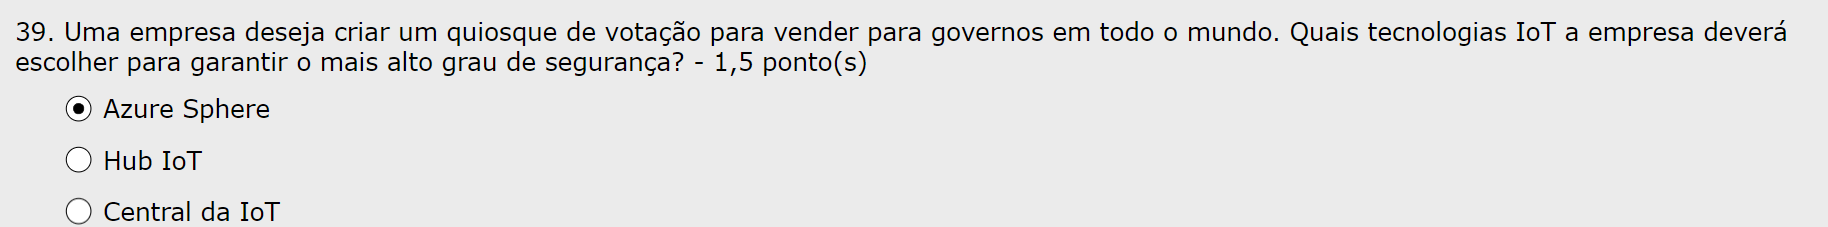 39. Uma empresa deseja criar um quiosque de votação para vender para governos em todo o mundo. Quais tecnologias IoT a empresa deverá
escolher para garantir o mais alto grau de segurança? - 1,5 ponto(s)
Azure Sphere
Hub IoT
Central da IoT